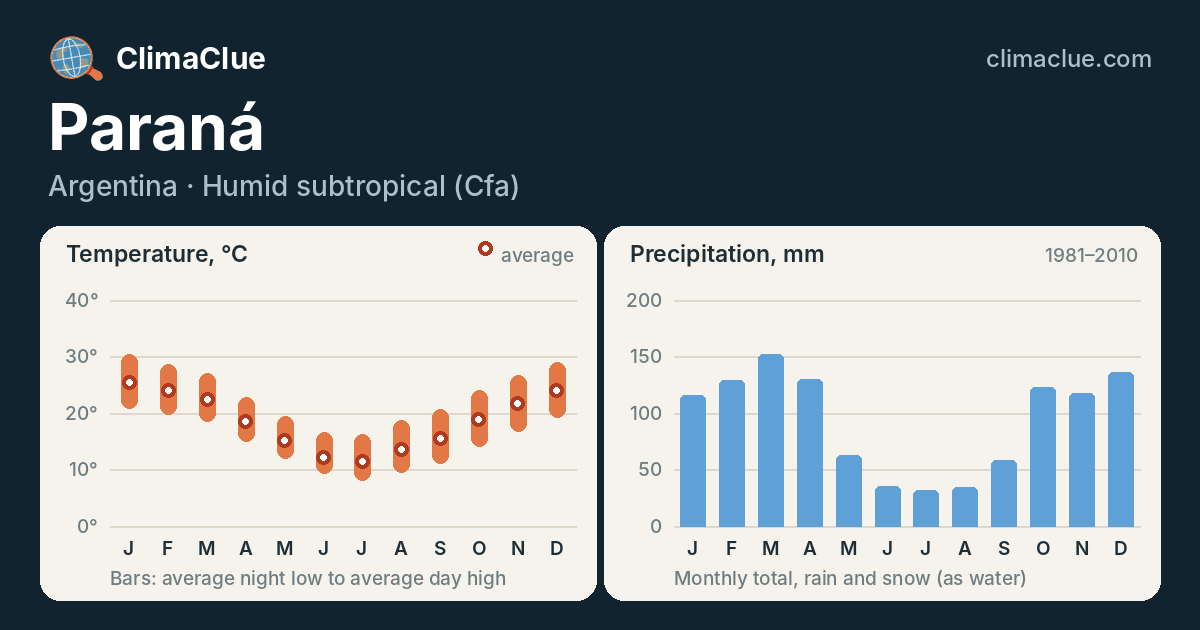 ClimaClue
climaclue.com
Paraná
Argentina · Humid subtropical (Cfa)
Temperature, °C
average
40°
30°
20°
10°
0°
J F M A M J J A S O N D
Bars: average night low to average day high
Precipitation, mm
1981–2010
200
150
100
50
0
J F M A M J J A S O N D
Monthly total, rain and snow (as water)